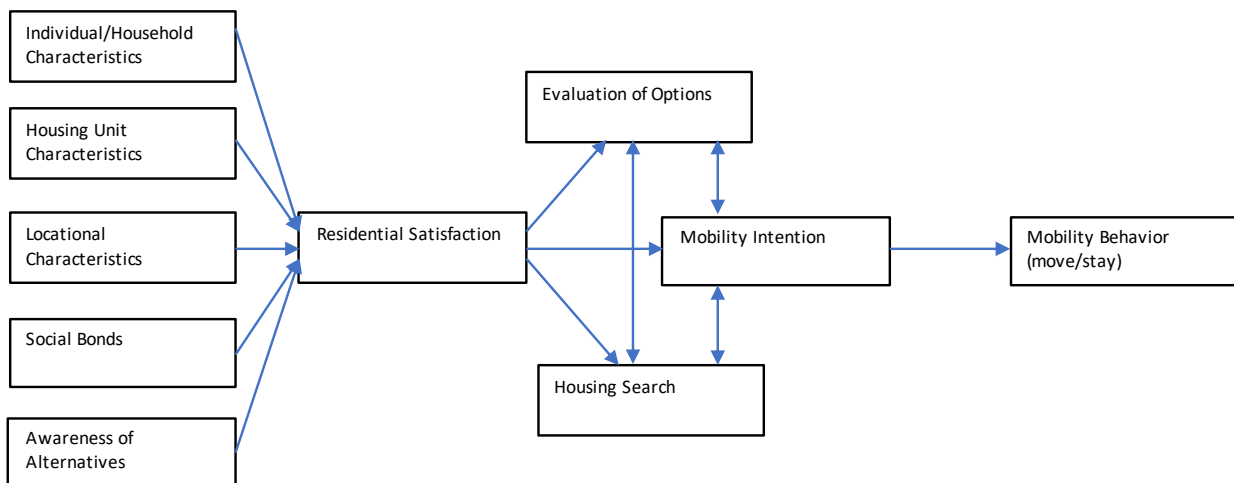 Individual/Household
Characteristics
Housing Unit
Characteristics
Locational
Characteristics
Social Bonds
Awareness of
Alternatives
Residential Satisfaction
Evaluation of Options
Mobility Intention
Housing Search
Mobility Behavior
(move/stay)